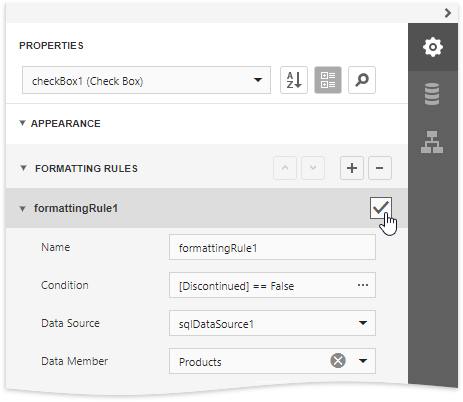 PROPERTIES
checkBox1 (Check Box)
A
Z
APPEARANCE
FORMATTING RULES
formattingRule1
Name formattingRule1
Condition [Discontinued] == False ...
Data Source sqlDataSource1
Data Member Products